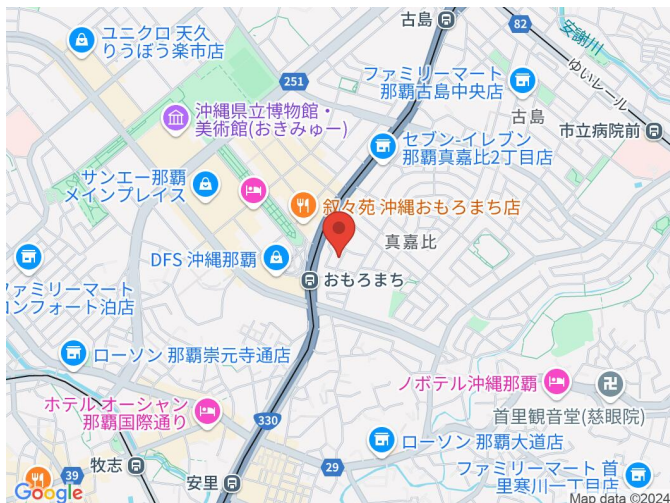 古島
82
安謝川
ユニクロ 天久
りうぼう楽市店
ゆいレール
251
ファミリーマート
那覇古島中央店
沖縄県立博物館・
美術館(おきみゅー)
古島
市立病院前
セブン-イレブン
那覇真嘉比2丁目店
サンエー那覇
メインプレイス
叙々苑 沖縄おもろまち店
真嘉比
DFS 沖縄那覇
おもろまち
ファミリーマート
コンフォート泊店
ローソン 那覇崇元寺通店
ノボテル沖縄那覇
首里観音堂(慈眼院)
ホテル オーシャン
那覇国際通り
330
ローソン 那覇大道店
29
牧志
安里
39
ファミリーマート 首
里寒川一丁目店
Google
Map data ©2024